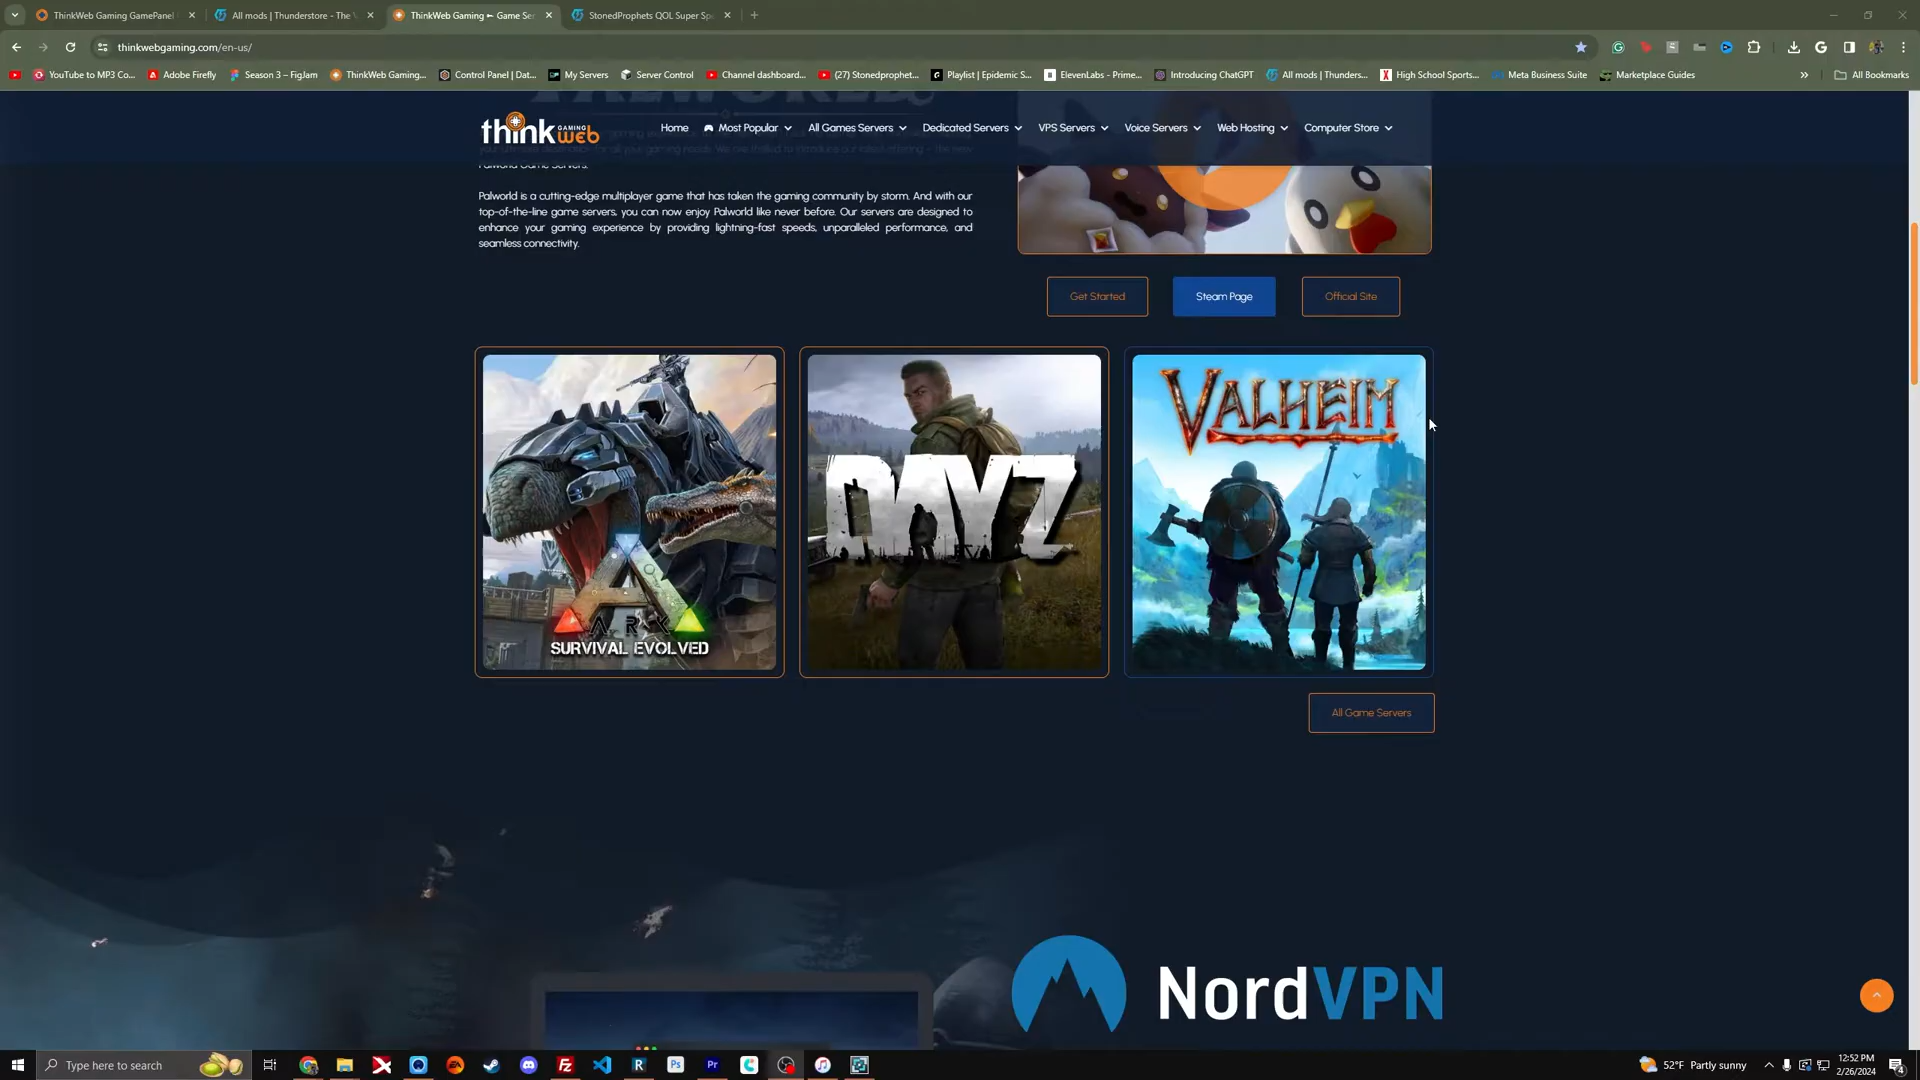 ThinkWeb Gaming GamePanel
All mods | Thunderstore - The
ThinkWeb Gaming ➼ Game Ser
StonedProphets QOL Super Sp
thinkwebgaming.com/en-us/
YouTube to MP3 Co...
Adobe Firefly
Season 3 – FigJam
ThinkWeb Gaming...
Control Panel | Dat...
My Servers
Server Control
Channel dashboard...
(27) Stonedprophet...
Playlist | Epidemic S...
ElevenLabs - Prime...
Introducing ChatGPT
All mods | Thunders...
High School Sports...
Meta Business Suite
Marketplace Guides
All Bookmarks
think GAMING web
Home
Most Popular
All Games Servers
Dedicated Servers
VPS Servers
Voice Servers
Web Hosting
Computer Store
Palworld Game Servers.
Palworld is a cutting-edge multiplayer game that has taken the gaming community by storm. And with our
top-of-the-line game servers, you can now enjoy Palworld like never before. Our servers are designed to
enhance your gaming experience by providing lightning-fast speeds, unparalleled performance, and
seamless connectivity.
Get Started
Steam Page
Official Site
ARK
SURVIVAL EVOLVED
DAYZ
VALHEIM
All Game Servers
NordVPN
Type here to search
52°F Partly sunny
12:52 PM
2/26/2024
4